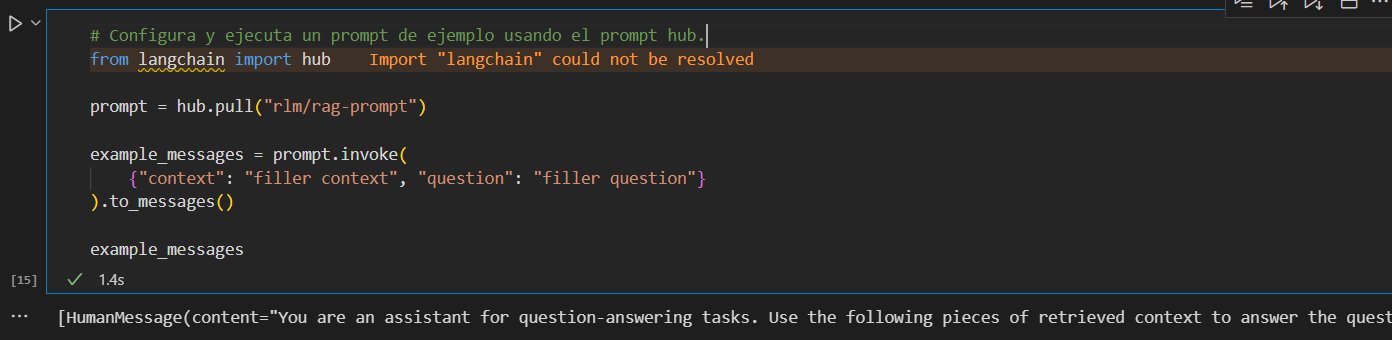 # Configura y ejecuta un prompt de ejemplo usando el prompt hub.
from langchain import hub    Import "langchain" could not be resolved
prompt = hub.pull("rlm/rag-prompt")
example_messages = prompt.invoke(
    {"context": "filler context", "question": "filler question"}
).to_messages()
example_messages
[15] ✓ 1.4s
... [HumanMessage(content="You are an assistant for question-answering tasks. Use the following pieces of retrieved context to answer the quest